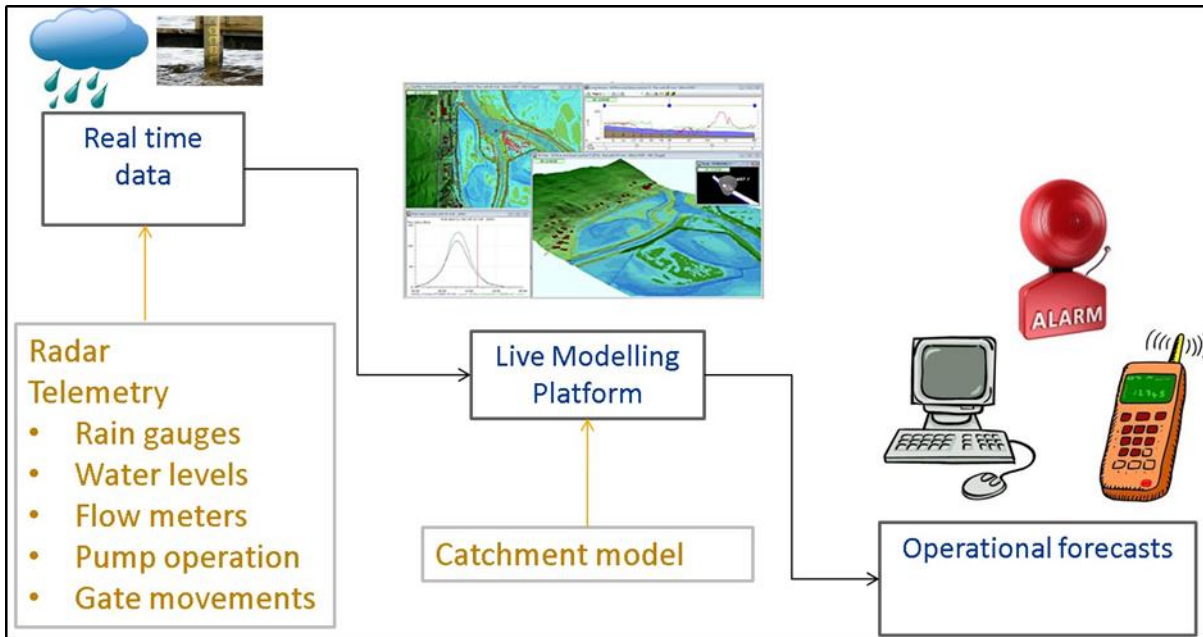 Real time
data
Radar
Telemetry
• Rain gauges
• Water levels
• Flow meters
• Pump operation
• Gate movements
Live Modelling
Platform
Catchment model
ALARM
12345
Operational forecasts